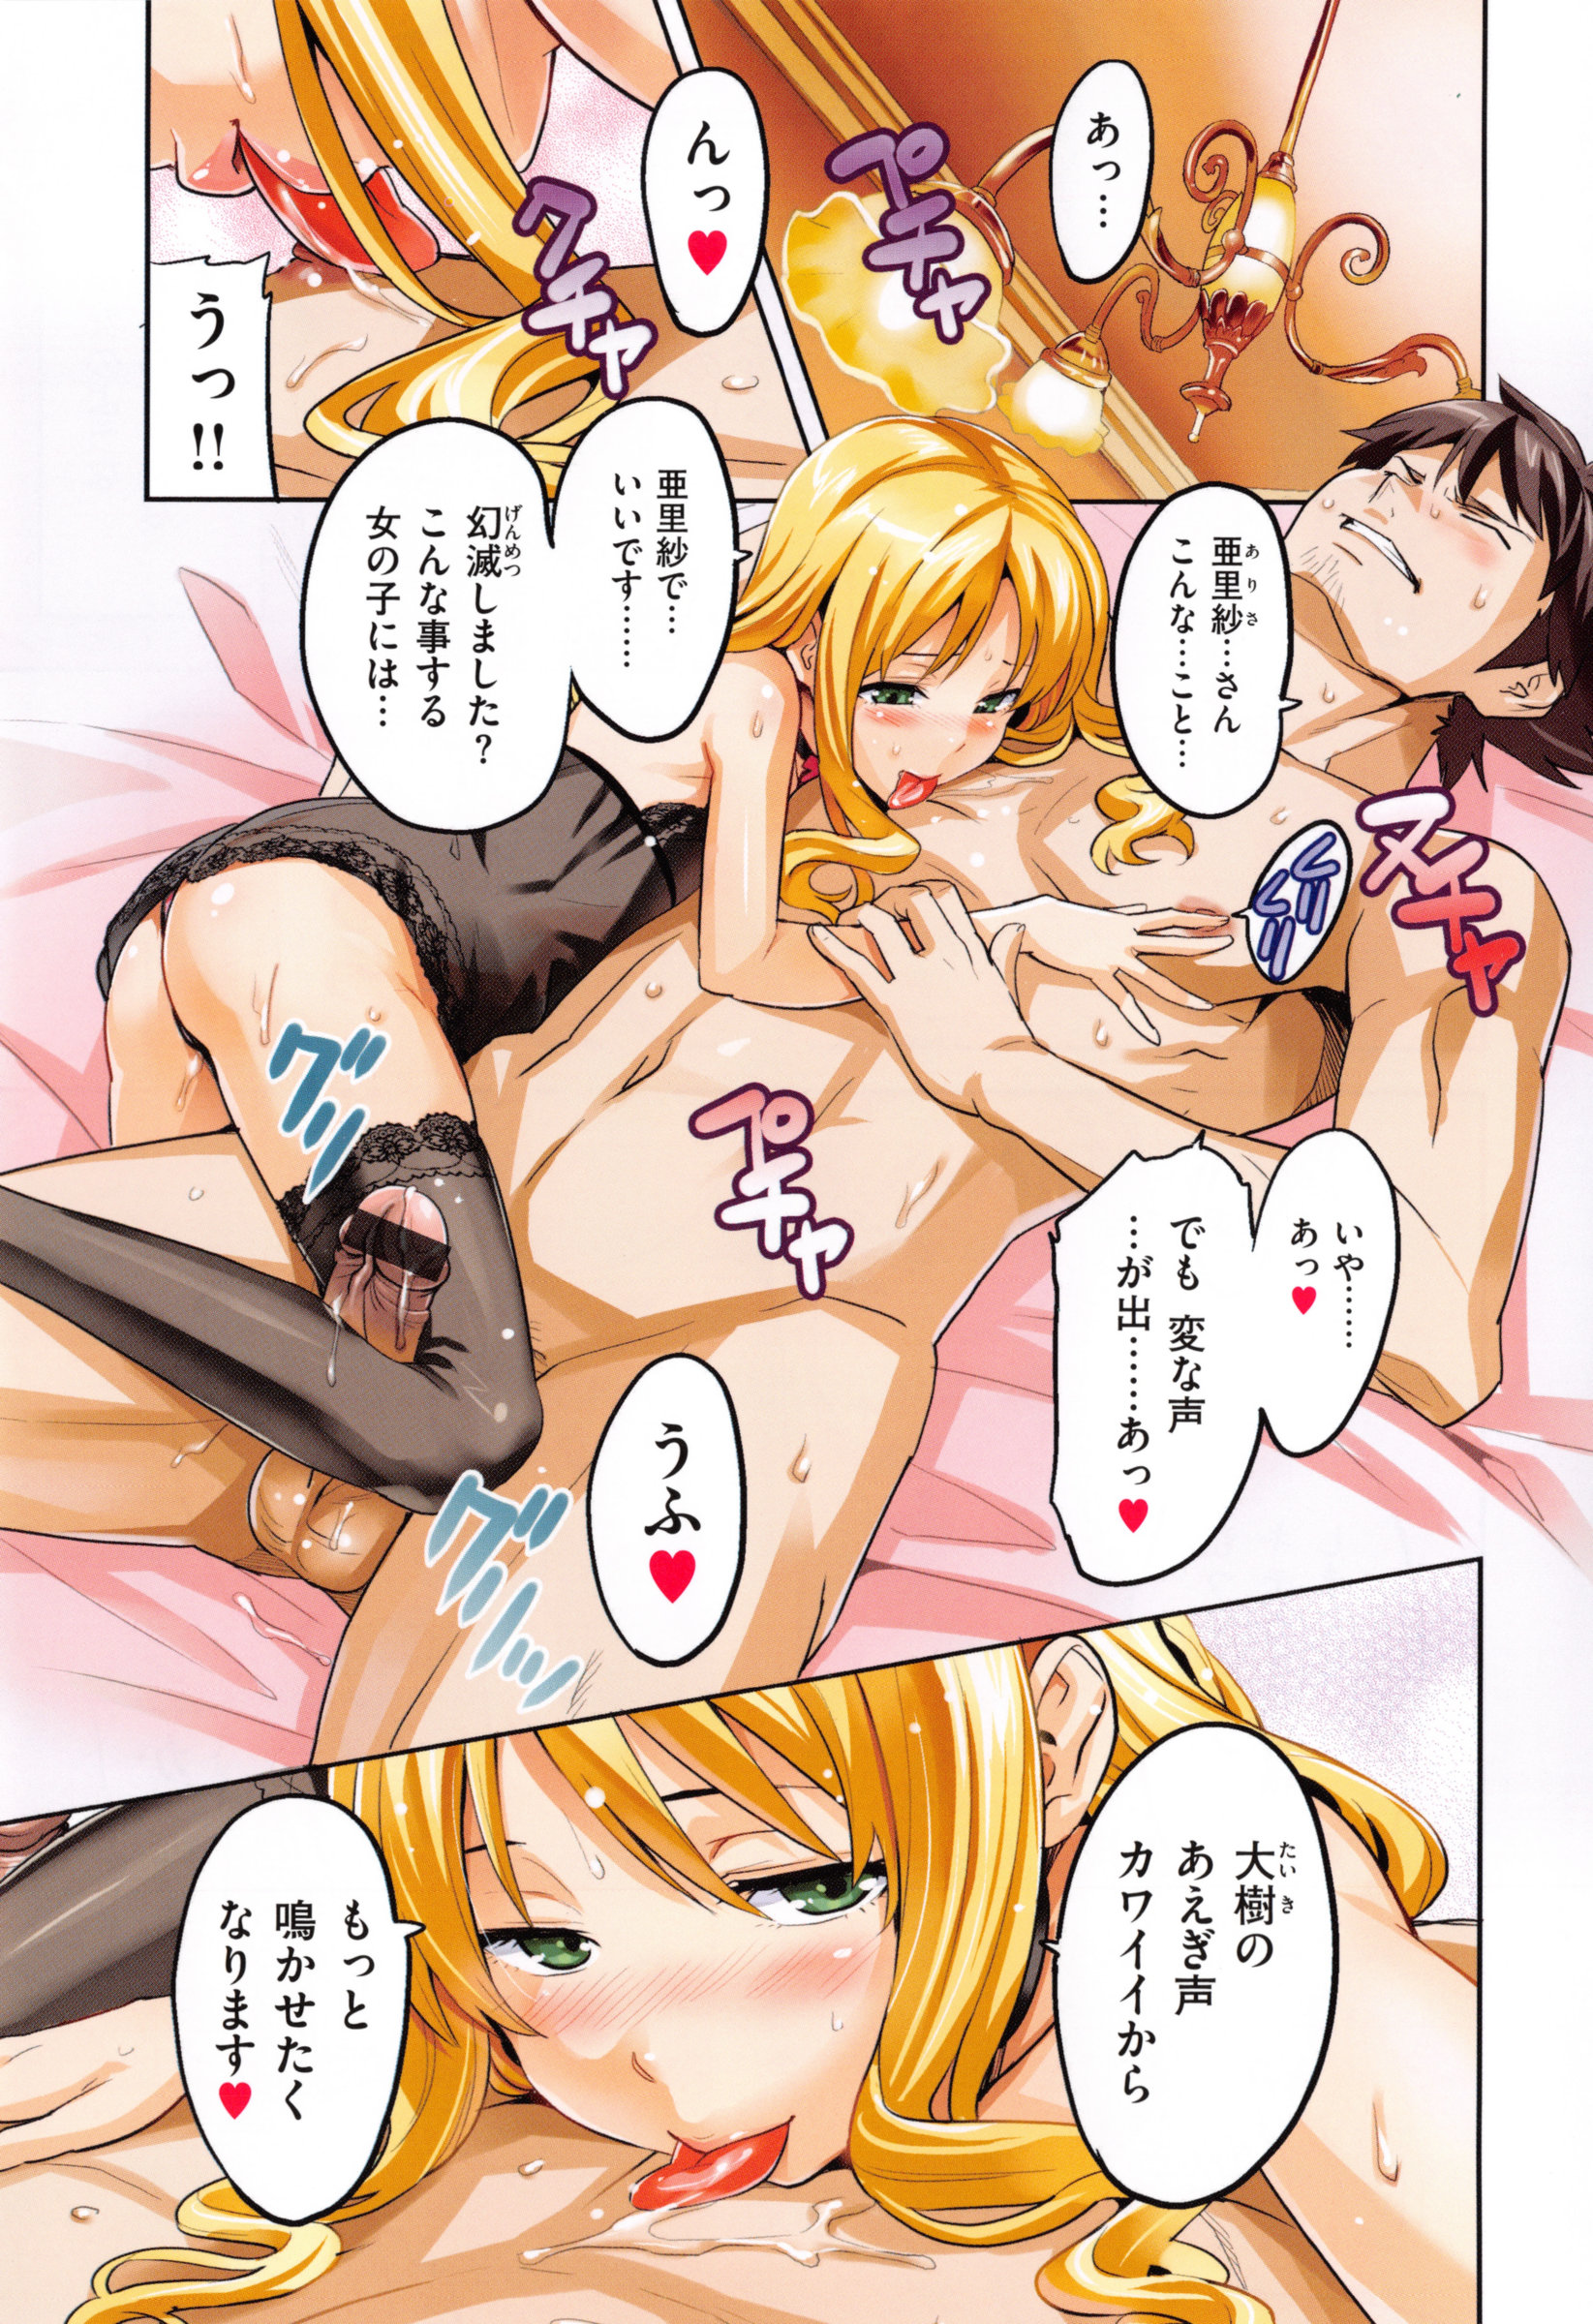 あっ…
プチャ
んっ♥
クチャ
うっ!!
亜里紗…さん
こんな…こと…
亜里紗で…
いいです……
幻滅しました?
こんな事する
女の子には…
クリクリ
ヌチャ
いや……
あっ♥
でも 変な声
…が出……あっ♥
プチャ
グリ
うふ♥
グリッ
大樹の
あえぎ声
カワイイから
もっと
鳴かせたく
なります♥